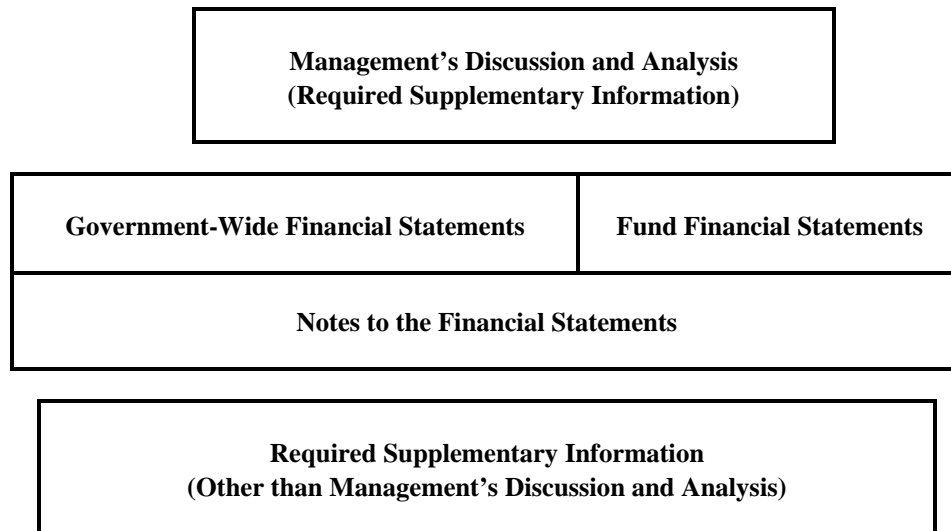 Management’s Discussion and Analysis
(Required Supplementary Information)
Government-Wide Financial Statements
Fund Financial Statements
Notes to the Financial Statements
Required Supplementary Information
(Other than Management’s Discussion and Analysis)